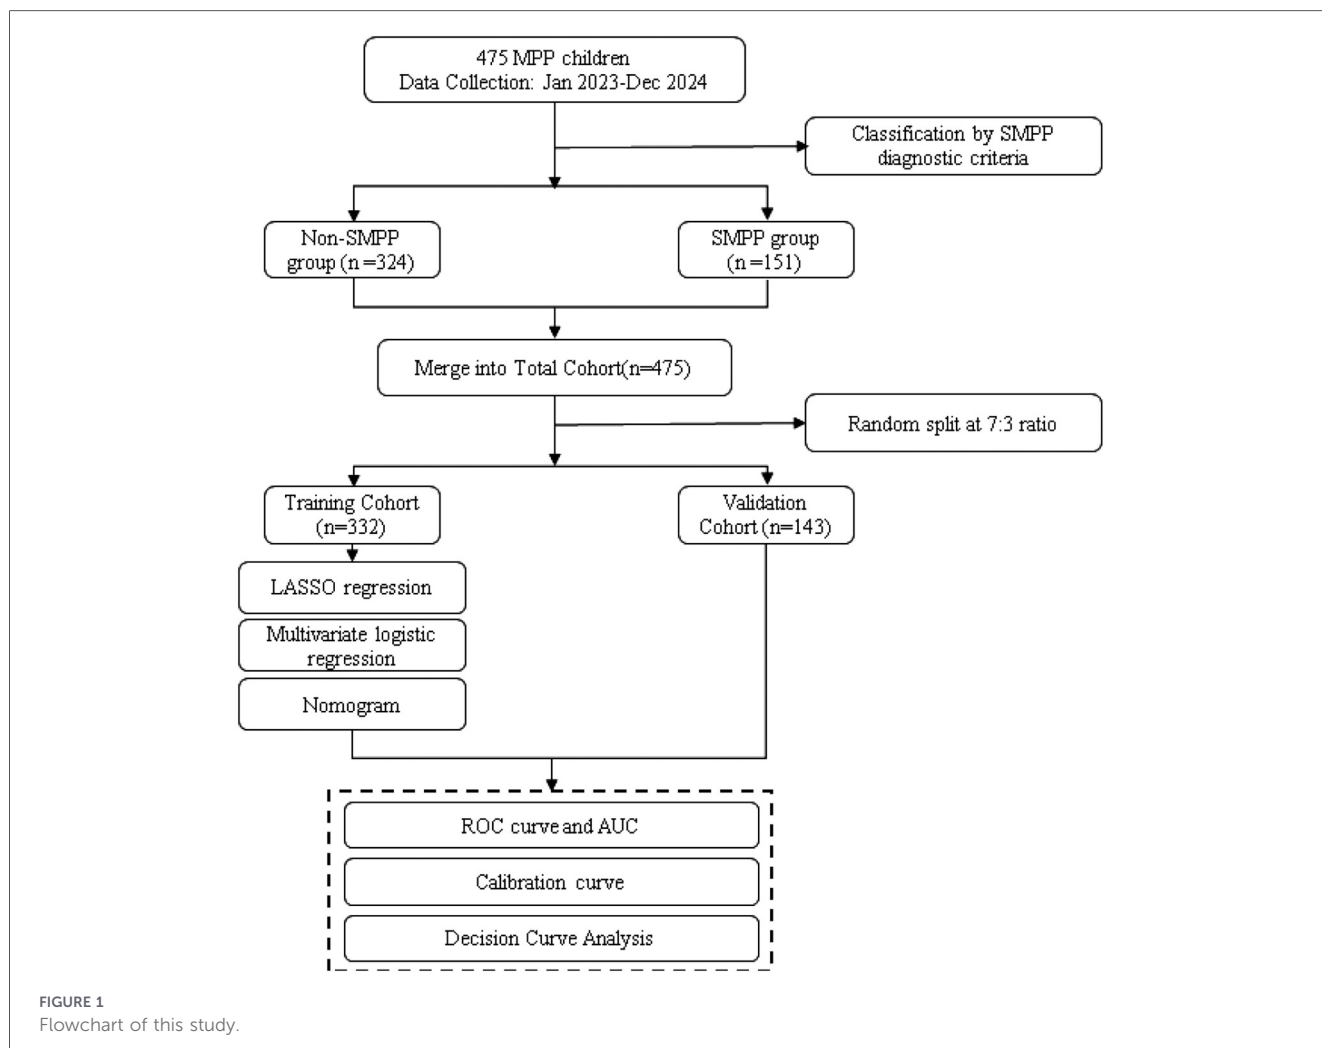 475 MPP children
Data Collection: Jan 2023-Dec 2024
Classification by SMPP
diagnostic criteria
Non-SMPP
group (n =324)
SMPP group
(n =151)
Merge into Total Cohort(n=475)
Random split at 7:3 ratio
Training Cohort
(n=332)
Validation
Cohort (n=143)
LASSO regression
Multivariate logistic
regression
Nomogram
ROC curve and AUC
Calibration curve
Decision Curve Analysis
FIGURE 1
Flowchart of this study.